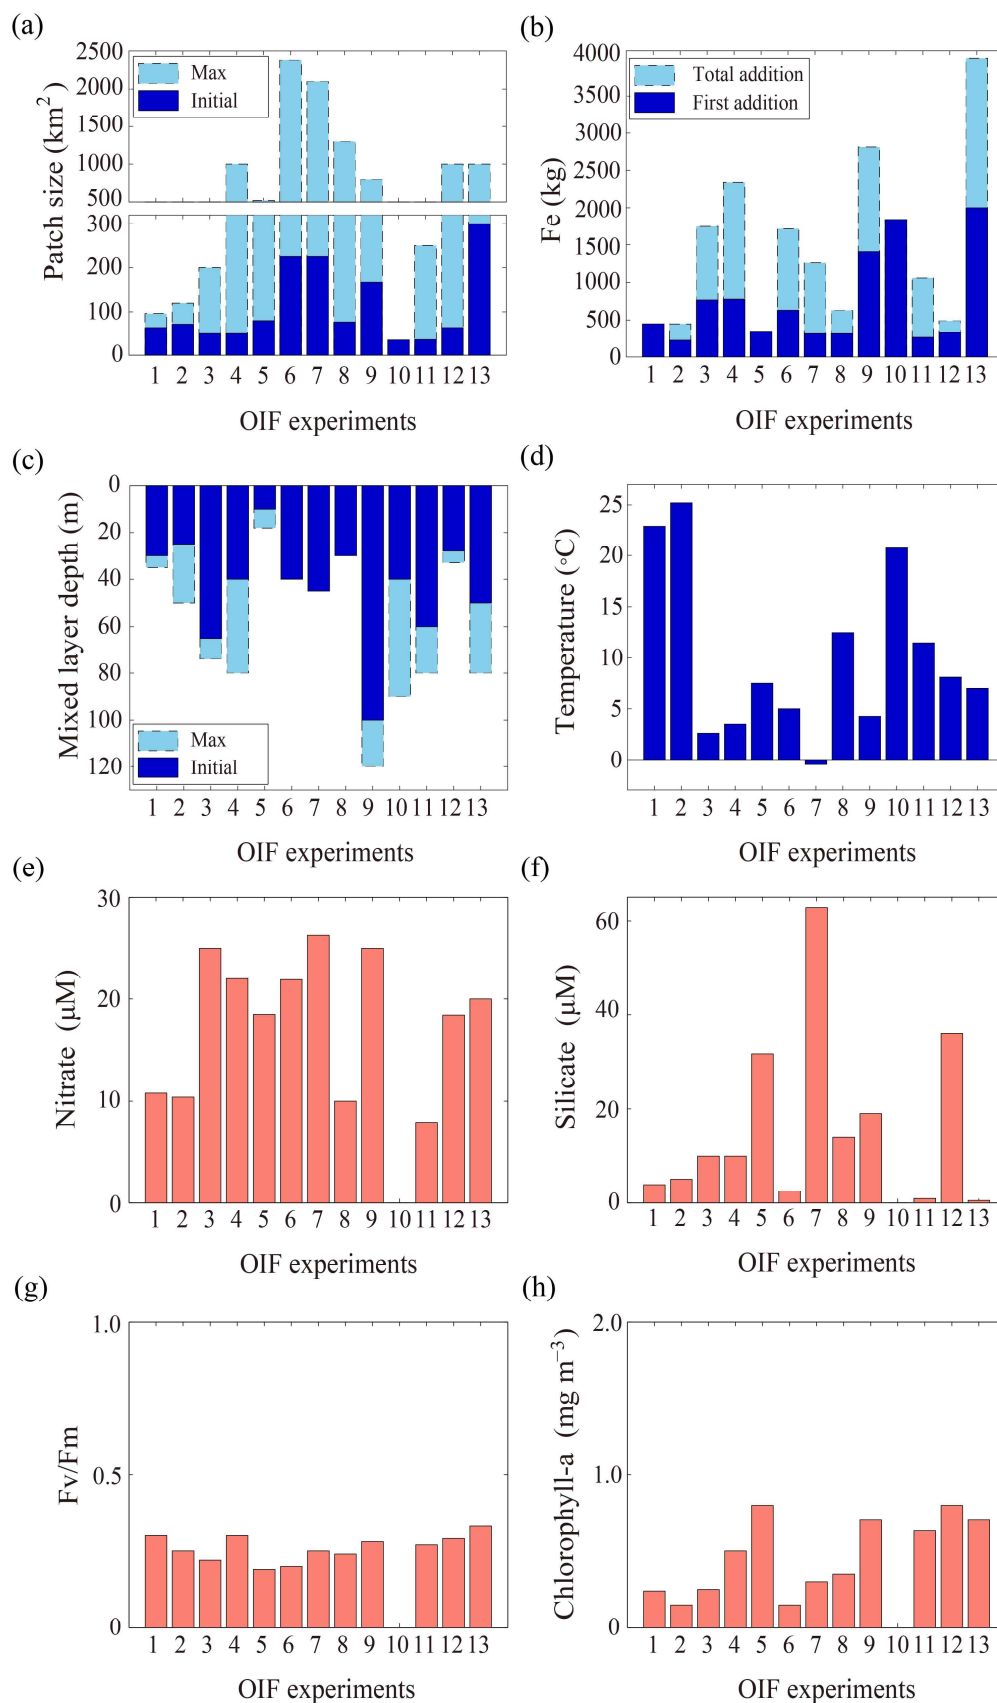 (a)
2500
2000
1500
1000
500
300
200
100
0
Patch size (km²)
Max
Initial
1 2 3 4 5 6 7 8 9 10 11 12 13
OIF experiments
(b)
4000
3500
3000
2500
2000
1500
1000
500
0
Fe (kg)
Total addition
First addition
1 2 3 4 5 6 7 8 9 10 11 12 13
OIF experiments
(c)
0
20
40
60
80
100
120
Mixed layer depth (m)
Max
Initial
1 2 3 4 5 6 7 8 9 10 11 12 13
OIF experiments
(d)
25
20
15
10
5
0
Temperature (°C)
1 2 3 4 5 6 7 8 9 10 11 12 13
OIF experiments
(e)
30
20
10
0
Nitrate (μM)
1 2 3 4 5 6 7 8 9 10 11 12 13
OIF experiments
(f)
60
40
20
0
Silicate (μM)
1 2 3 4 5 6 7 8 9 10 11 12 13
OIF experiments
(g)
1.0
0.5
0
Fv/Fm
1 2 3 4 5 6 7 8 9 10 11 12 13
OIF experiments
(h)
2.0
1.0
0
Chlorophyll-a (mg m⁻³)
1 2 3 4 5 6 7 8 9 10 11 12 13
OIF experiments